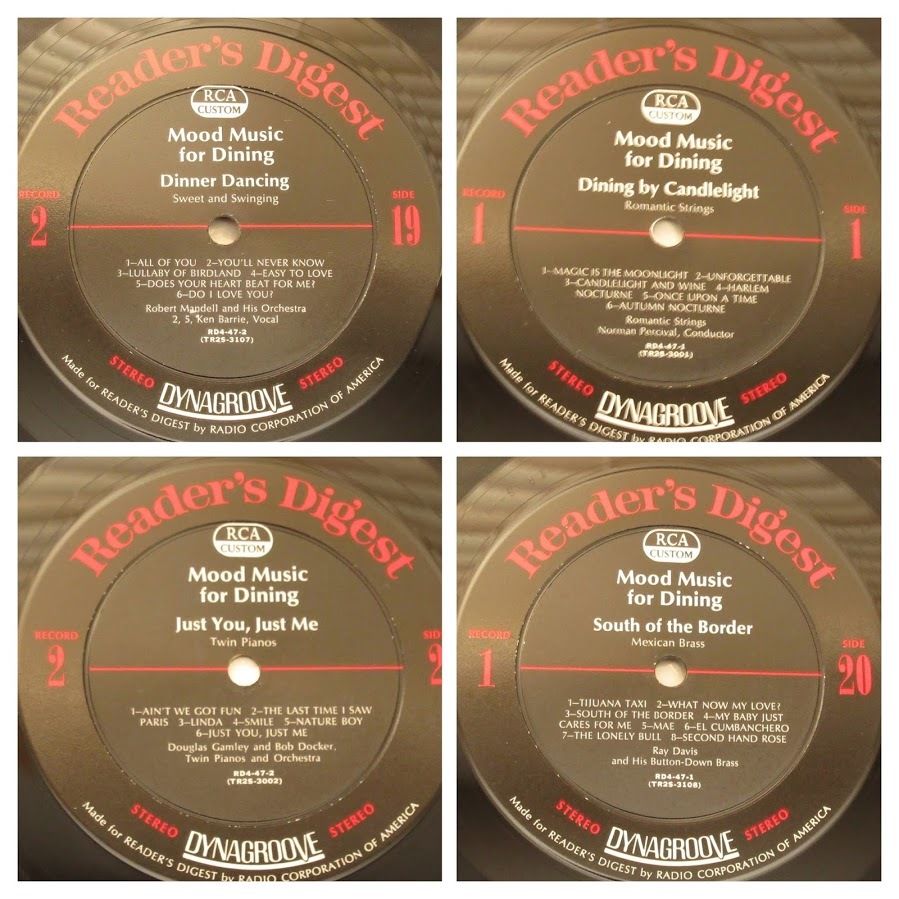 Reader's Digest
RCA
CUSTOM
Mood Music
for Dining
Dinner Dancing
Sweet and Swinging
RECORD
2
SIDE
19
1—ALL OF YOU 2—YOU'LL NEVER KNOW
3—LULLABY OF BIRDLAND 4—EASY TO LOVE
5—DOES YOUR HEART BEAT FOR ME?
6—DO I LOVE YOU?
Robert Mandell and His Orchestra
2, 5, Ken Barrie, Vocal
RD4-47-2
(TR2S-3107)
STEREO
DYNAGROOVE
STEREO
Made for READER'S DIGEST by RADIO CORPORATION OF AMERICA
Reader's Digest
RCA
CUSTOM
Mood Music
for Dining
Dining by Candlelight
Romantic Strings
RECORD
1
SIDE
1
1—MAGIC IS THE MOONLIGHT 2—UNFORGETTABLE
3—CANDLELIGHT AND WINE 4—HARLEM
NOCTURNE 5—ONCE UPON A TIME
6—AUTUMN NOCTURNE
Romantic Strings
Norman Percival, Conductor
RD4-47-1
(TR2S-3001)
STEREO
DYNAGROOVE
STEREO
Made for READER'S DIGEST by RADIO CORPORATION OF AMERICA
Reader's Digest
RCA
CUSTOM
Mood Music
for Dining
Just You, Just Me
Twin Pianos
RECORD
2
SID
2
1—AIN'T WE GOT FUN 2—THE LAST TIME I SAW
PARIS 3—LINDA 4—SMILE 5—NATURE BOY
6—JUST YOU, JUST ME
Douglas Gamley and Bob Docker,
Twin Pianos and Orchestra
RD4-47-2
(TR2S-3002)
STEREO
DYNAGROOVE
STEREO
Made for READER'S DIGEST by RADIO CORPORATION OF AMERICA
Reader's Digest
RCA
CUSTOM
Mood Music
for Dining
South of the Border
Mexican Brass
RECORD
1
SIDE
20
1—TIJUANA TAXI 2—WHAT NOW MY LOVE?
3—SOUTH OF THE BORDER 4—MY BABY JUST
CARES FOR ME 5—MAE 6—EL CUMBANCHERO
7—THE LONELY BULL 8—SECOND HAND ROSE
Ray Davis
and His Button-Down Brass
RD4-47-1
(TR2S-3108)
STEREO
DYNAGROOVE
STEREO
Made for READER'S DIGEST by RADIO CORPORATION OF AMERICA